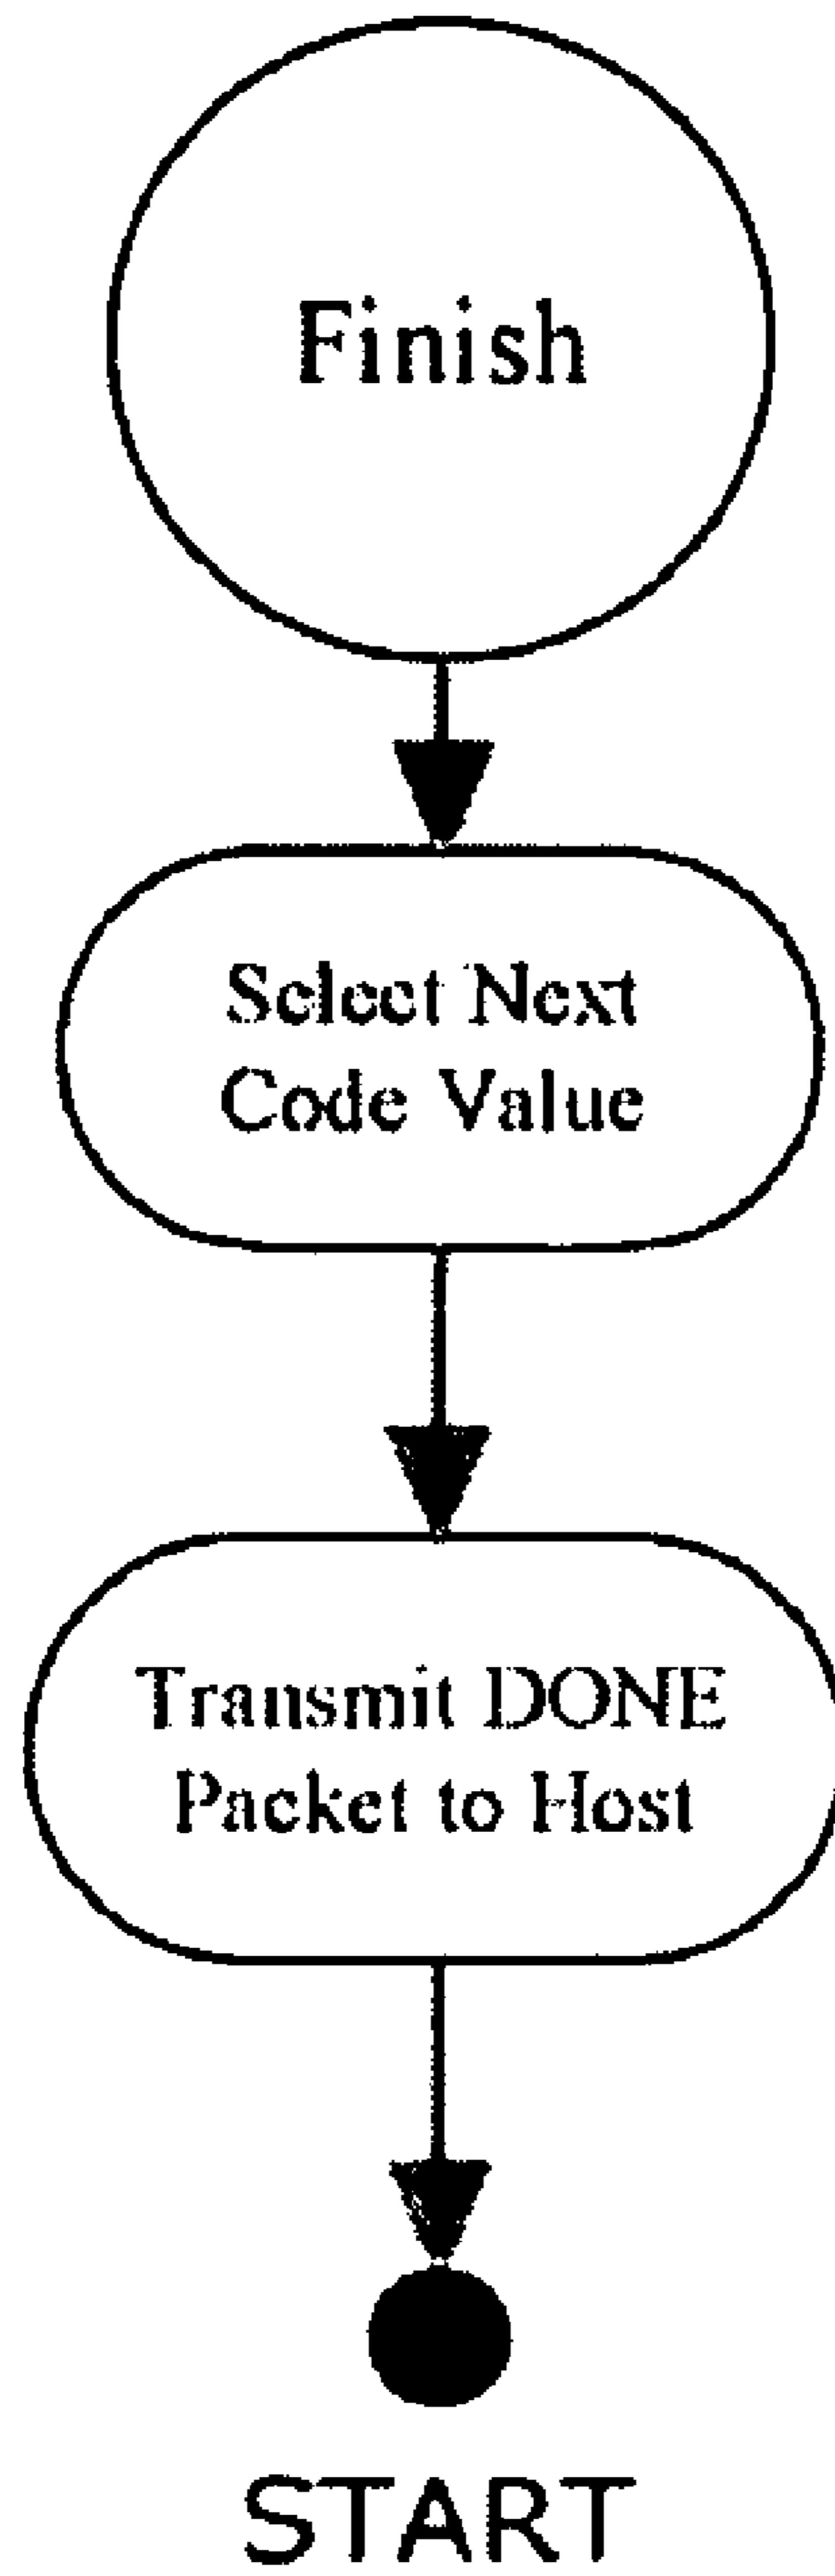 Finish
Select Next
Code Value
Transmit DONE
Packet to Host
START